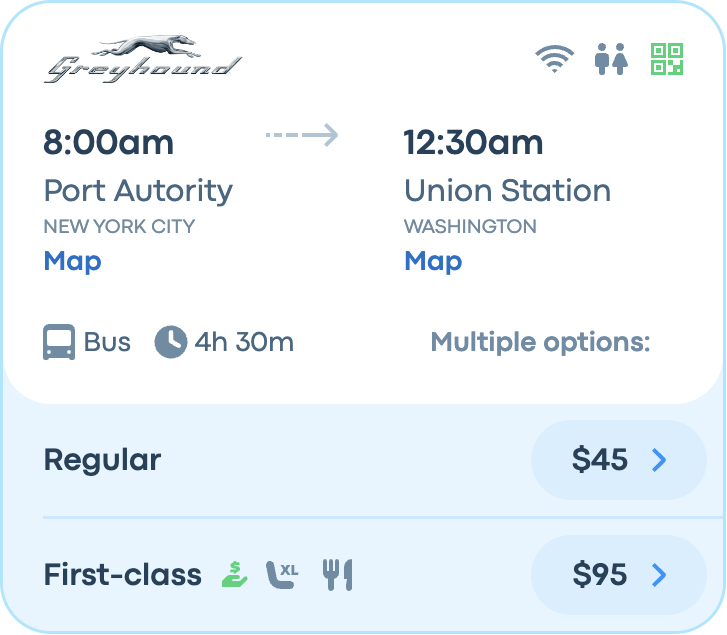 Greyhound
8:00am
12:30am
Port Autority
Union Station
NEW YORK CITY
WASHINGTON
Map
Map
Bus
4h 30m
Multiple options:
Regular
$45
First-class
$
XL
$95